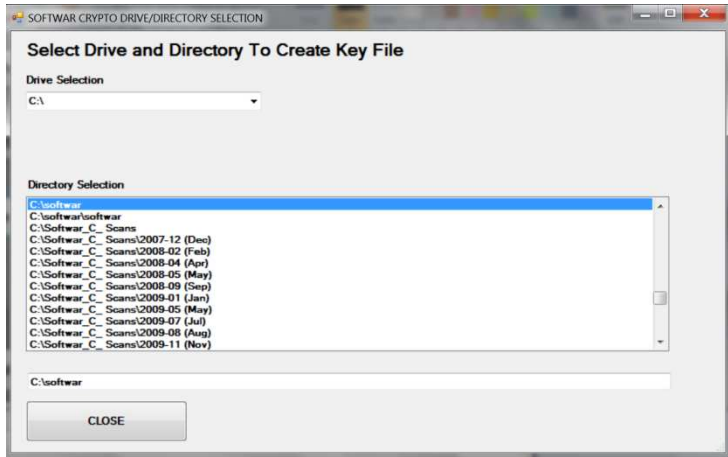 SOFTWAR CRYPTO DRIVE/DIRECTORY SELECTION
Select Drive and Directory To Create Key File
Drive Selection
C:\
Directory Selection
C:\softwar
C:\softwar\softwar
C:\Softwar_C_ Scans
C:\Softwar_C_ Scans\2007-12 (Dec)
C:\Softwar_C_ Scans\2008-02 (Feb)
C:\Softwar_C_ Scans\2008-04 (Apr)
C:\Softwar_C_ Scans\2008-05 (May)
C:\Softwar_C_ Scans\2008-09 (Sep)
C:\Softwar_C_ Scans\2009-01 (Jan)
C:\Softwar_C_ Scans\2009-05 (May)
C:\Softwar_C_ Scans\2009-07 (Jul)
C:\Softwar_C_ Scans\2009-08 (Aug)
C:\Softwar_C_ Scans\2009-11 (Nov)
C:\softwar
CLOSE